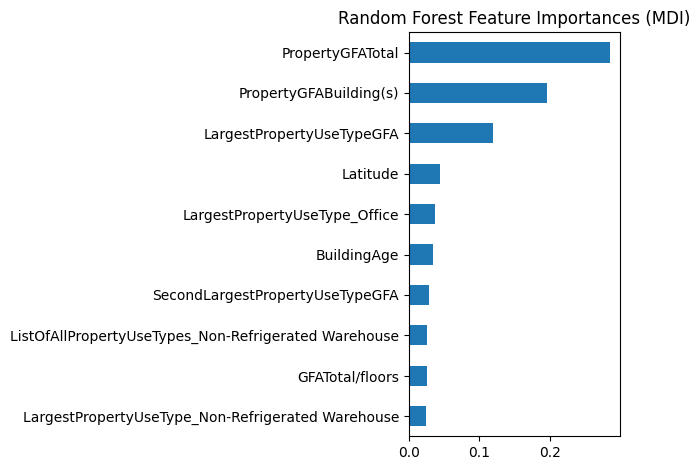 Random Forest Feature Importances (MDI)
PropertyGFATotal
PropertyGFABuilding(s)
LargestPropertyUseTypeGFA
Latitude
LargestPropertyUseType_Office
BuildingAge
SecondLargestPropertyUseTypeGFA
ListOfAllPropertyUseTypes_Non-Refrigerated Warehouse
GFATotal/floors
LargestPropertyUseType_Non-Refrigerated Warehouse
0.0 0.1 0.2